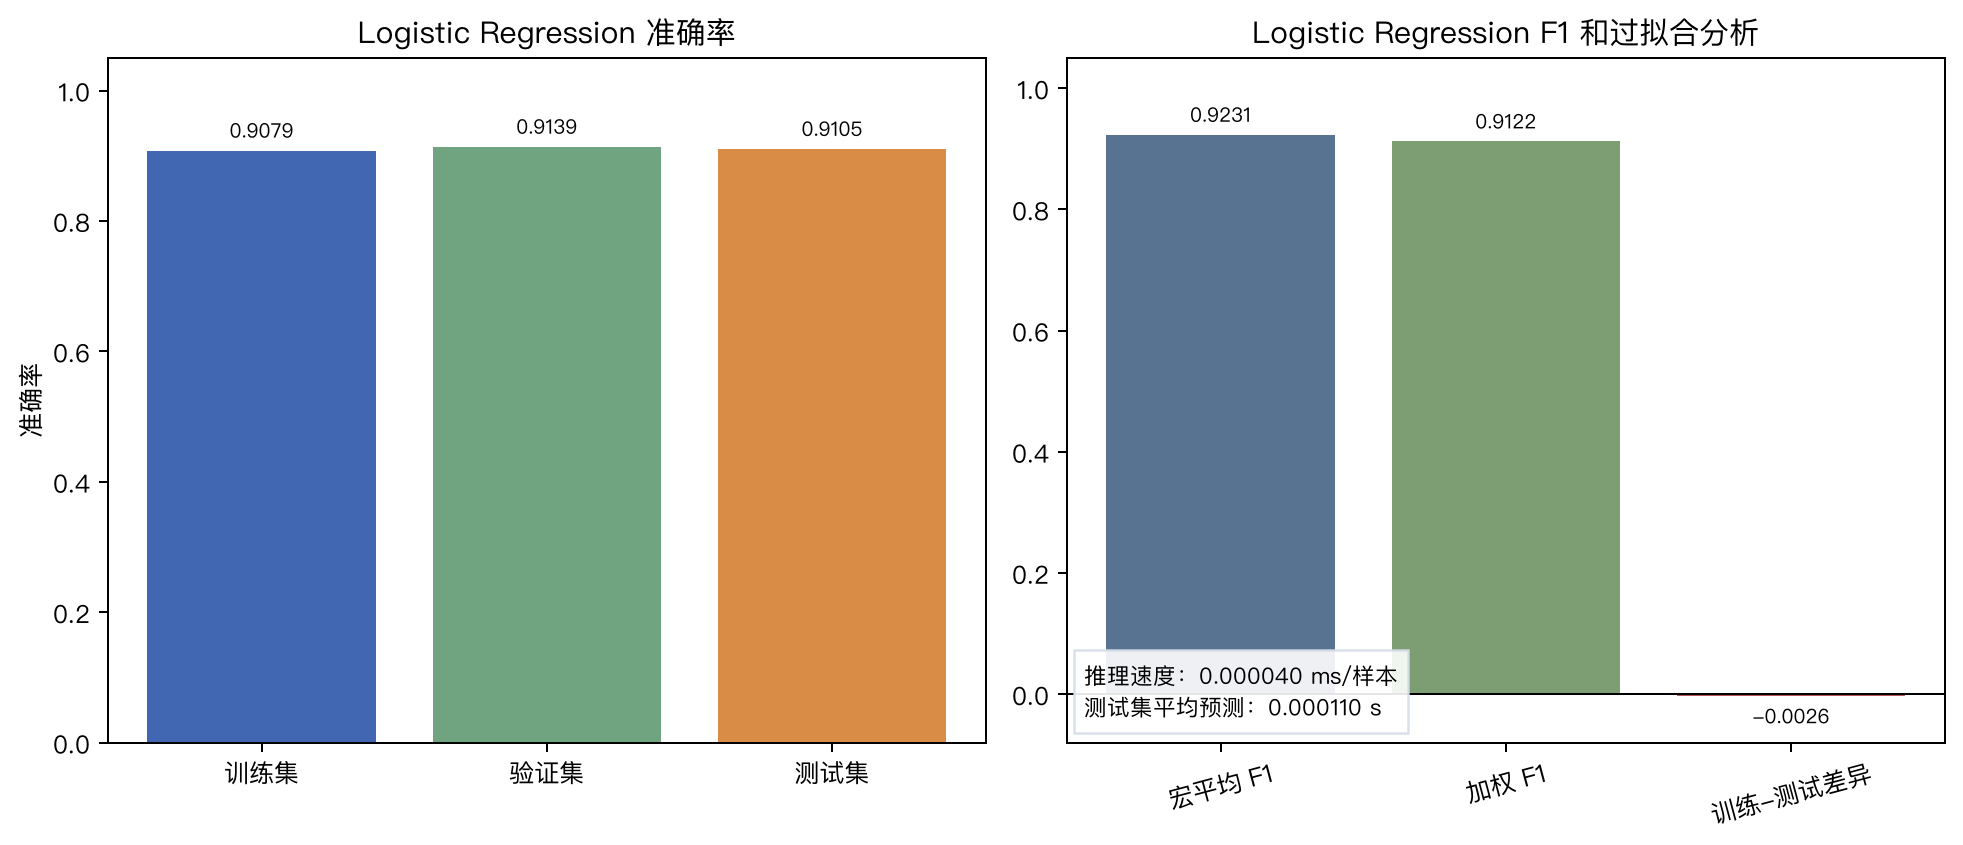 Logistic Regression 准确率
准确率
1.0
0.8
0.6
0.4
0.2
0.0
0.9079
0.9139
0.9105
训练集
验证集
测试集
Logistic Regression F1 和过拟合分析
1.0
0.8
0.6
0.4
0.2
0.0
0.9231
0.9122
−0.0026
推理速度：0.000040 ms/样本
测试集平均预测：0.000110 s
宏平均 F1
加权 F1
训练−测试差异